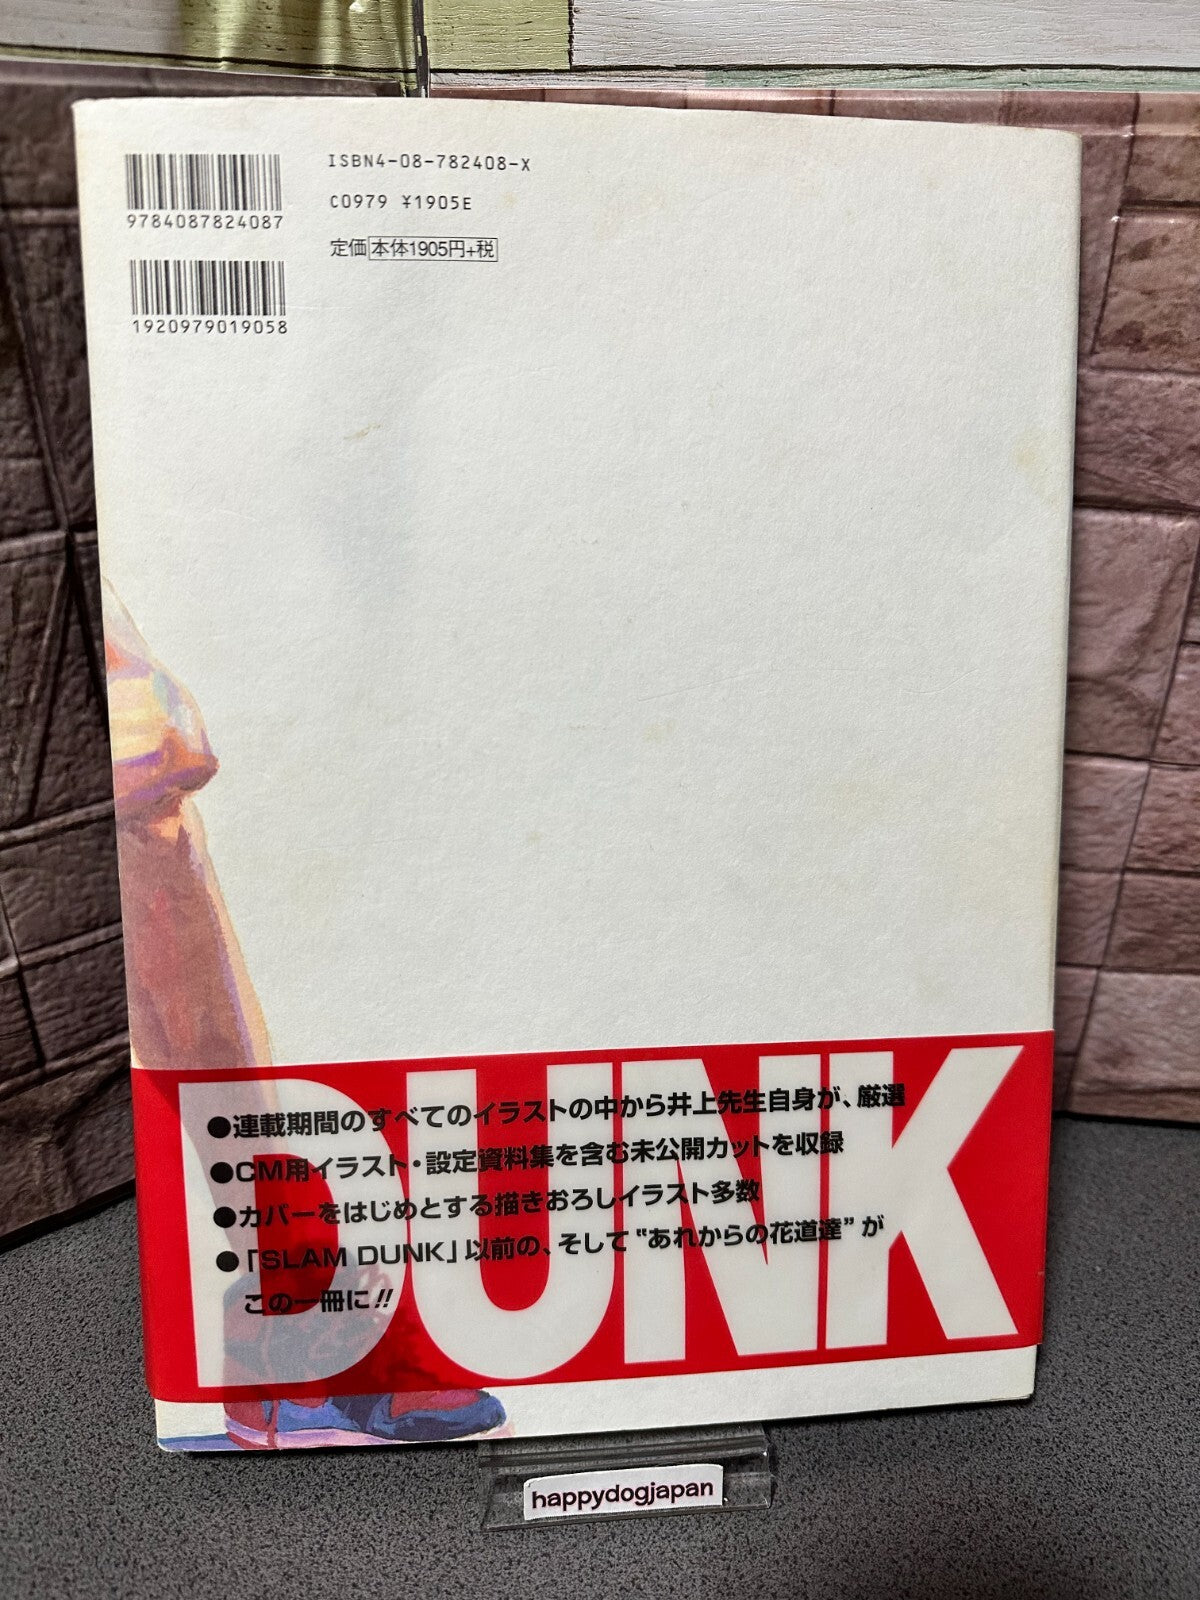 ISBN4-08-782408-X
C0979 ¥1905E
定価 本体1905円+税
9784087824087
1920979019058
DUNK
●連載期間のすべてのイラストの中から井上先生自身が、厳選
●CM用イラスト・設定資料集を含む未公開カットを収録
●カバーをはじめとする描きおろしイラスト多数
●「SLAM DUNK」以前の、そして“あれからの花道達”が
この一冊に!!
happydogjapan